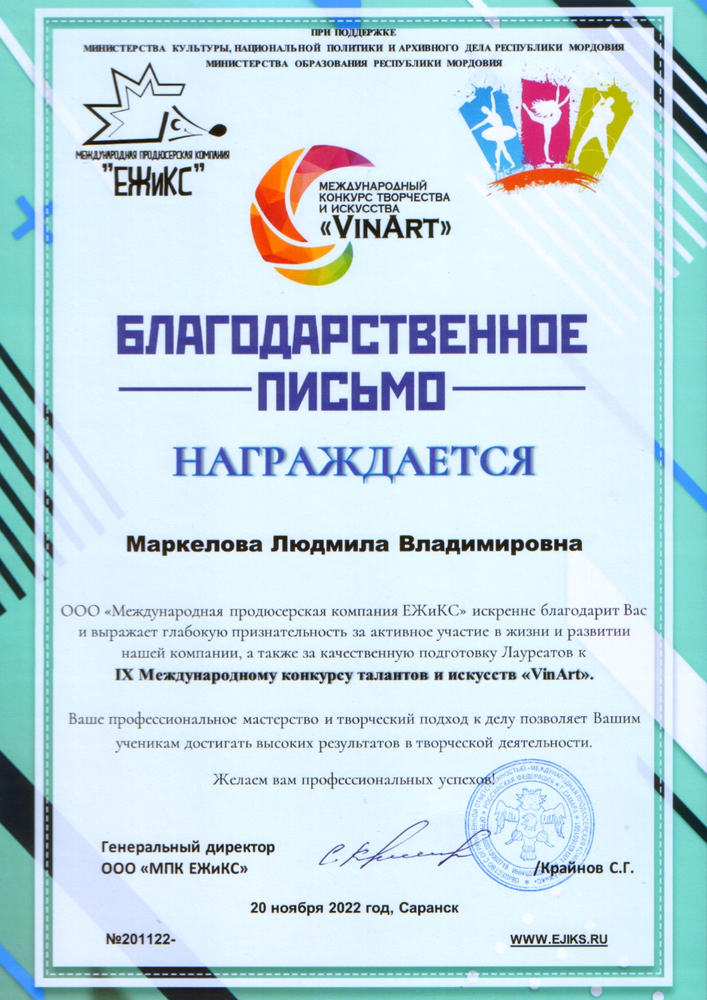 ПРИ ПОДДЕРЖКЕ
МИНИСТЕРСТВА КУЛЬТУРЫ, НАЦИОНАЛЬНОЙ ПОЛИТИКИ И АРХИВНОГО ДЕЛА РЕСПУБЛИКИ МОРДОВИЯ
МИНИСТЕРСТВА ОБРАЗОВАНИЯ РЕСПУБЛИКИ МОРДОВИЯ
МЕЖДУНАРОДНАЯ ПРОДЮСЕРСКАЯ КОМПАНИЯ
"ЕЖиКС"
МЕЖДУНАРОДНЫЙ
КОНКУРС ТВОРЧЕСТВА
И ИСКУССТВА
«VINART»
БЛАГОДАРСТВЕННОЕ
ПИСЬМО
НАГРАЖДАЕТСЯ
Маркелова Людмила Владимировна
ООО «Международная продюсерская компания ЕЖиКС» искренне благодарит Вас
и выражает глабокую признательность за активное участие в жизни и развитии
нашей компании, а также за качественную подготовку Лауреатов к
IX Международному конкурсу талантов и искусств «VinArt».
Ваше профессиональное мастерство и творческий подход к делу позволяет Вашим
ученикам достигать высоких результатов в творческой деятельности.
Желаем вам профессиональных успехов!
ОБЩЕСТВО С ОГРАНИЧЕННОЙ ОТВЕТСТВЕННОСТЬЮ «МЕЖДУНАРОДНАЯ ПРОДЮСЕРСКАЯ
РОССИЙСКАЯ ФЕДЕРАЦИЯ * Г.САМАРА *
Генеральный директор
ООО «МПК ЕЖиКС»
/Крайнов С.Г.
20 ноября 2022 год, Саранск
№201122-
WWW.EJIKS.RU